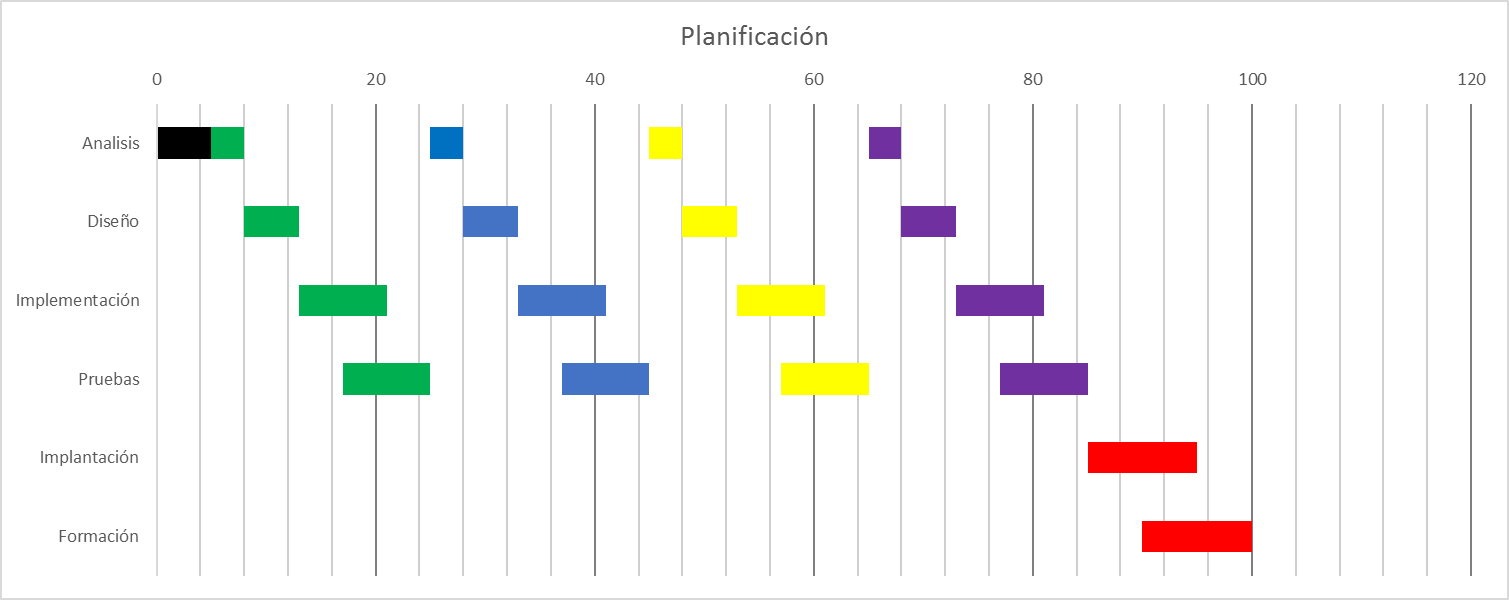 Planificación
0 20 40 60 80 100 120
Analisis
Diseño
Implementación
Pruebas
Implantación
Formación